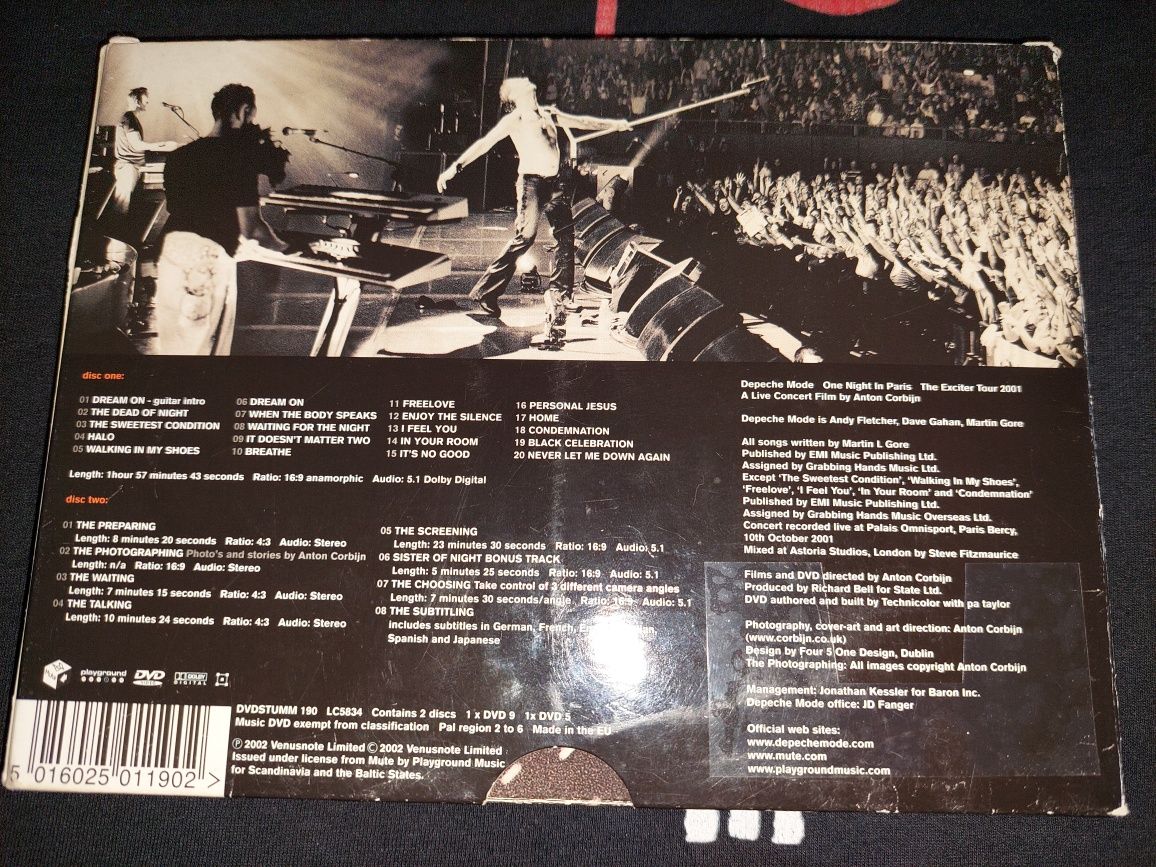 disc one:
01 DREAM ON - guitar intro
02 THE DEAD OF NIGHT
03 THE SWEETEST CONDITION
04 HALO
05 WALKING IN MY SHOES
06 DREAM ON
07 WHEN THE BODY SPEAKS
08 WAITING FOR THE NIGHT
09 IT DOESN'T MATTER TWO
10 BREATHE
11 FREELOVE
12 ENJOY THE SILENCE
13 I FEEL YOU
14 IN YOUR ROOM
15 IT'S NO GOOD
16 PERSONAL JESUS
17 HOME
18 CONDEMNATION
19 BLACK CELEBRATION
20 NEVER LET ME DOWN AGAIN
Length: 1hour 57 minutes 43 seconds Ratio: 16:9 anamorphic Audio: 5.1 Dolby Digital
disc two:
01 THE PREPARING
Length: 8 minutes 20 seconds Ratio: 4:3 Audio: Stereo
02 THE PHOTOGRAPHING Photo's and stories by Anton Corbijn
Length: n/a Ratio: 16:9 Audio: Stereo
03 THE WAITING
Length: 7 minutes 15 seconds Ratio: 4:3 Audio: Stereo
04 THE TALKING
Length: 10 minutes 24 seconds Ratio: 4:3 Audio: Stereo
05 THE SCREENING
Length: 23 minutes 30 seconds Ratio: 16:9 Audio: 5.1
06 SISTER OF NIGHT BONUS TRACK
Length: 5 minutes 25 seconds Ratio: 16:9 Audio: 5.1
07 THE CHOOSING Take control of 3 different camera angles
Length: 7 minutes 30 seconds/angle Ratio: 16:9 Audio: 5.1
08 THE SUBTITLING
includes subtitles in German, French,
Spanish and Japanese
Depeche Mode One Night In Paris The Exciter Tour 2001
A Live Concert Film by Anton Corbijn
Depeche Mode is Andy Fletcher, Dave Gahan, Martin Gore
All songs written by Martin L Gore
Published by EMI Music Publishing Ltd.
Assigned by Grabbing Hands Music Ltd.
Except 'The Sweetest Condition', 'Walking In My Shoes',
'Freelove', 'I Feel You', 'In Your Room' and 'Condemnation'
Published by EMI Music Publishing Ltd.
Assigned by Grabbing Hands Music Overseas Ltd.
Concert recorded live at Palais Omnisport, Paris Bercy,
10th October 2001
Mixed at Astoria Studios, London by Steve Fitzmaurice
Films and DVD directed by Anton Corbijn
Produced by Richard Bell for State Ltd.
DVD authored and built by Technicolor with pa taylor
Photography, cover-art and art direction: Anton Corbijn
(www.corbijn.co.uk)
Design by Four 5 One Design, Dublin
The Photographing: All images copyright Anton Corbijn
Management: Jonathan Kessler for Baron Inc.
Depeche Mode office: JD Fanger
Official web sites:
www.depechemode.com
www.mute.com
www.playgroundmusic.com
playground
DVD
VIDEO
DOLBY
DIGITAL
DVDSTUMM 190 LC5834 Contains 2 discs 1 x DVD 9 1x DVD 5
Music DVD exempt from classification Pal region 2 to 6 Made in the EU
℗ 2002 Venusnote Limited © 2002 Venusnote Limited
Issued under license from Mute by Playground Music
for Scandinavia and the Baltic States.
5 016025 011902 >